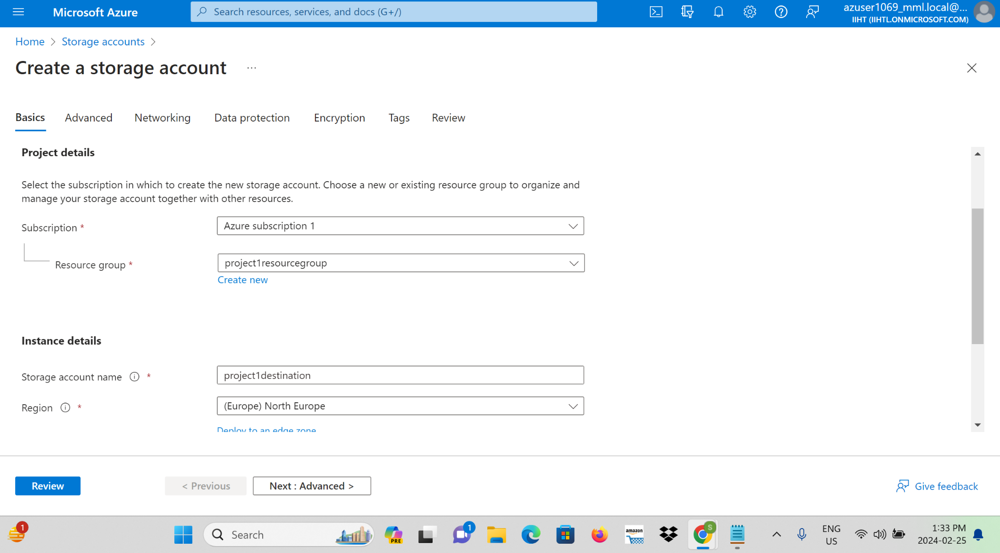 Microsoft Azure
Search resources, services, and docs (G+/)
azuser1069_mml.local@...
IIHT (IIHTL.ONMICROSOFT.COM)
Home > Storage accounts >
Create a storage account ...
Basics Advanced Networking Data protection Encryption Tags Review
Project details
Select the subscription in which to create the new storage account. Choose a new or existing resource group to organize and
manage your storage account together with other resources.
Subscription *
Azure subscription 1
Resource group *
project1resourcegroup
Create new
Instance details
Storage account name *
project1destination
Region *
(Europe) North Europe
Deploy to an edge zone
Review
< Previous
Next : Advanced >
Give feedback
1
Search
PRE
1
amazon
S
ENG
US
1:33 PM
2024-02-25